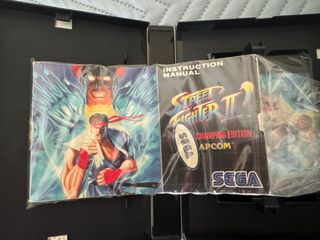 INSTRUCTION
MANUAL
STREET
FIGHTER II'
CHAMPION EDITION
SEGA
CAPCOM
SEGA